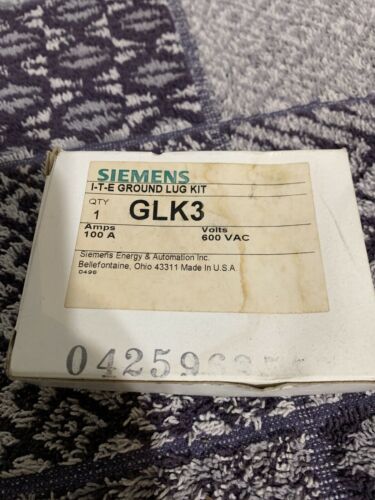 SIEMENS
I-T-E GROUND LUG KIT
QTY
1 GLK3
Amps Volts
100 A 600 VAC
Siemens Energy & Automation Inc.
Bellefontaine, Ohio 43311 Made In U.S.A
0496